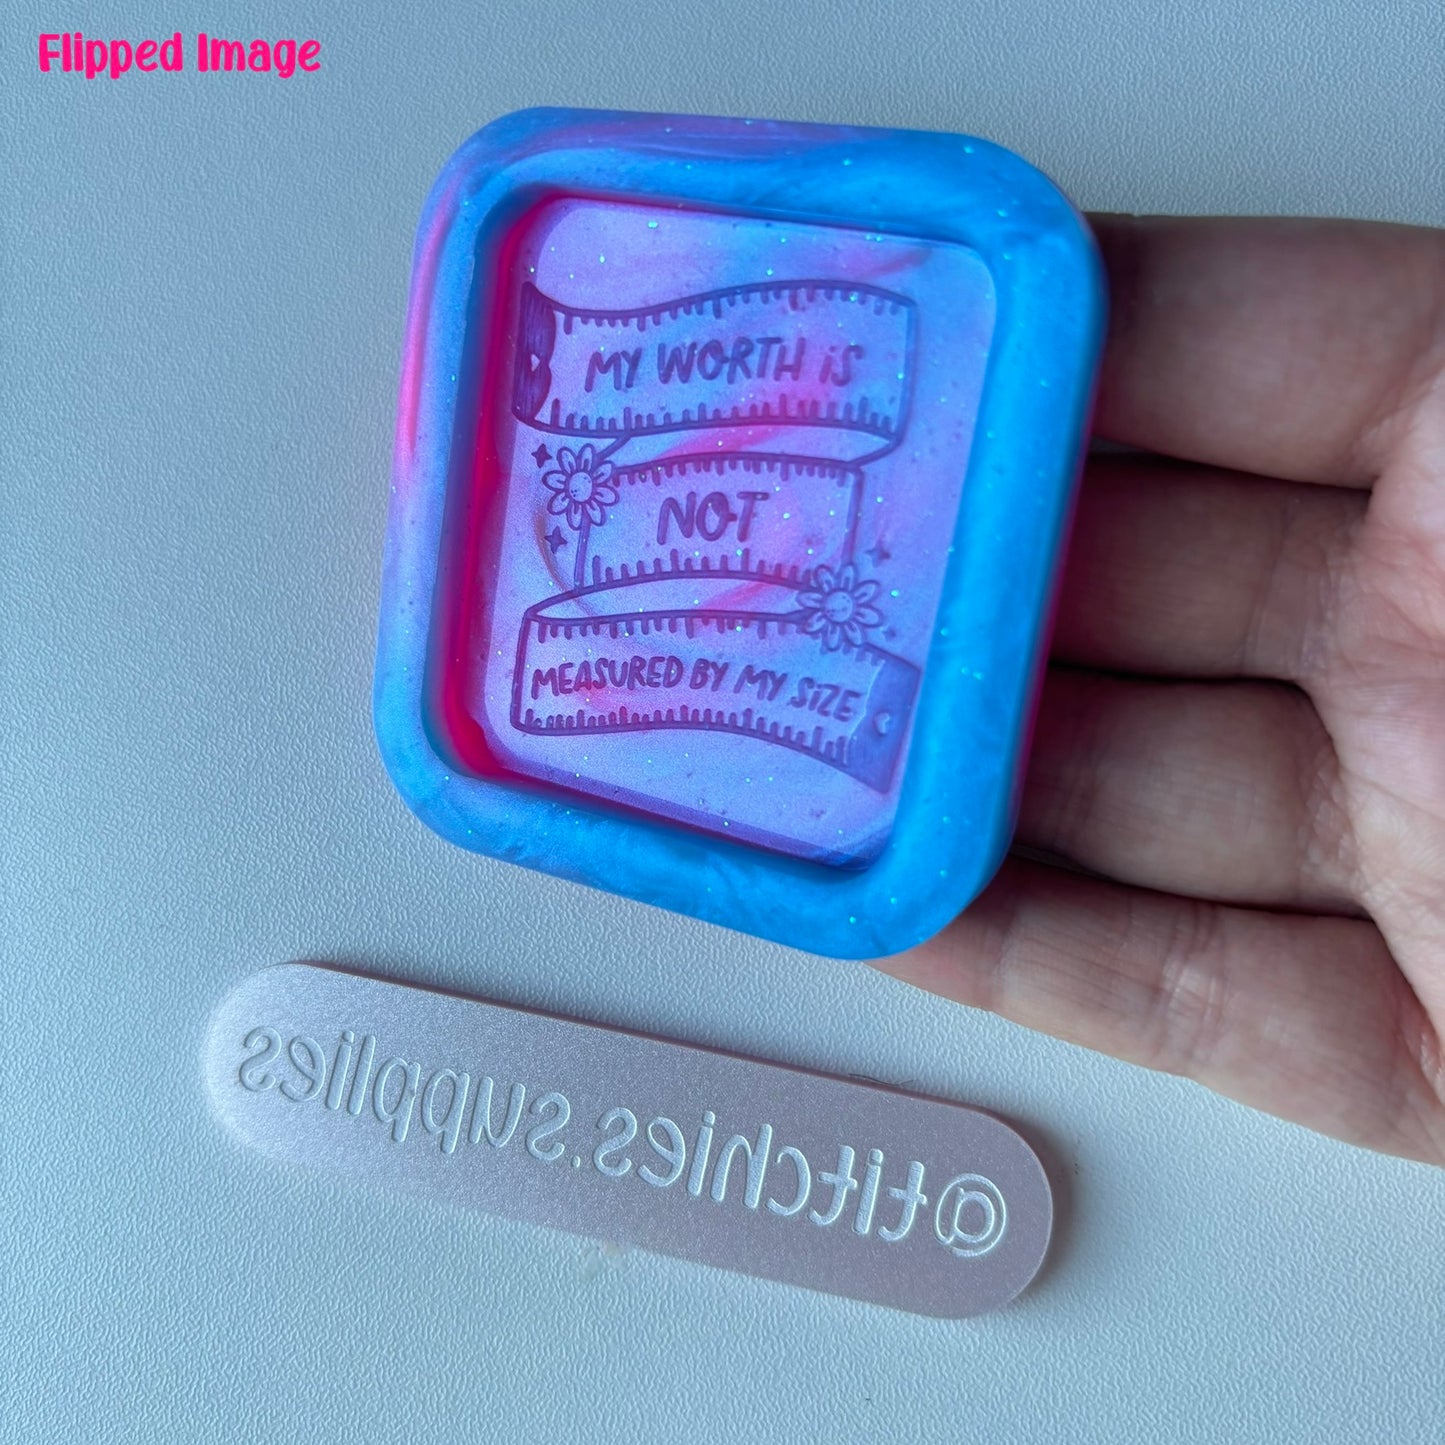 Flipped Image
MY WORTH iS
NOT
MEASURED BY MY SiZE
@titchies.supplies